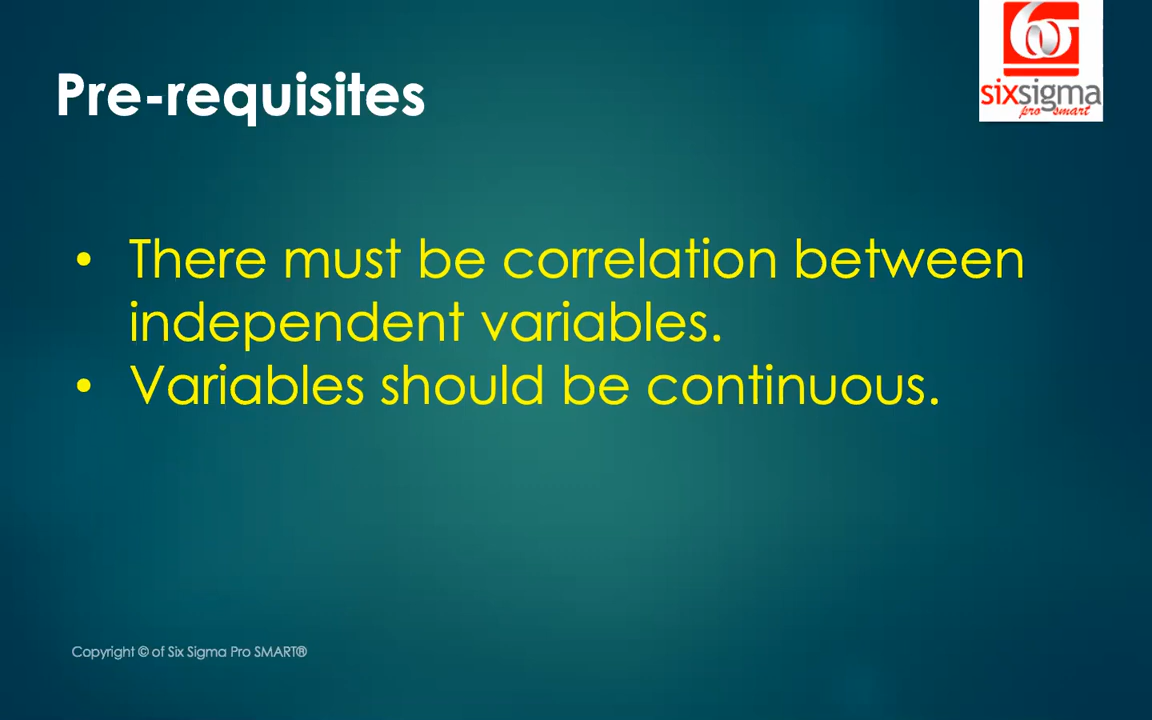 Pre-requisites
sixsigma
pro smart
• There must be correlation between
independent variables.
• Variables should be continuous.
Copyright © of Six Sigma Pro SMART®